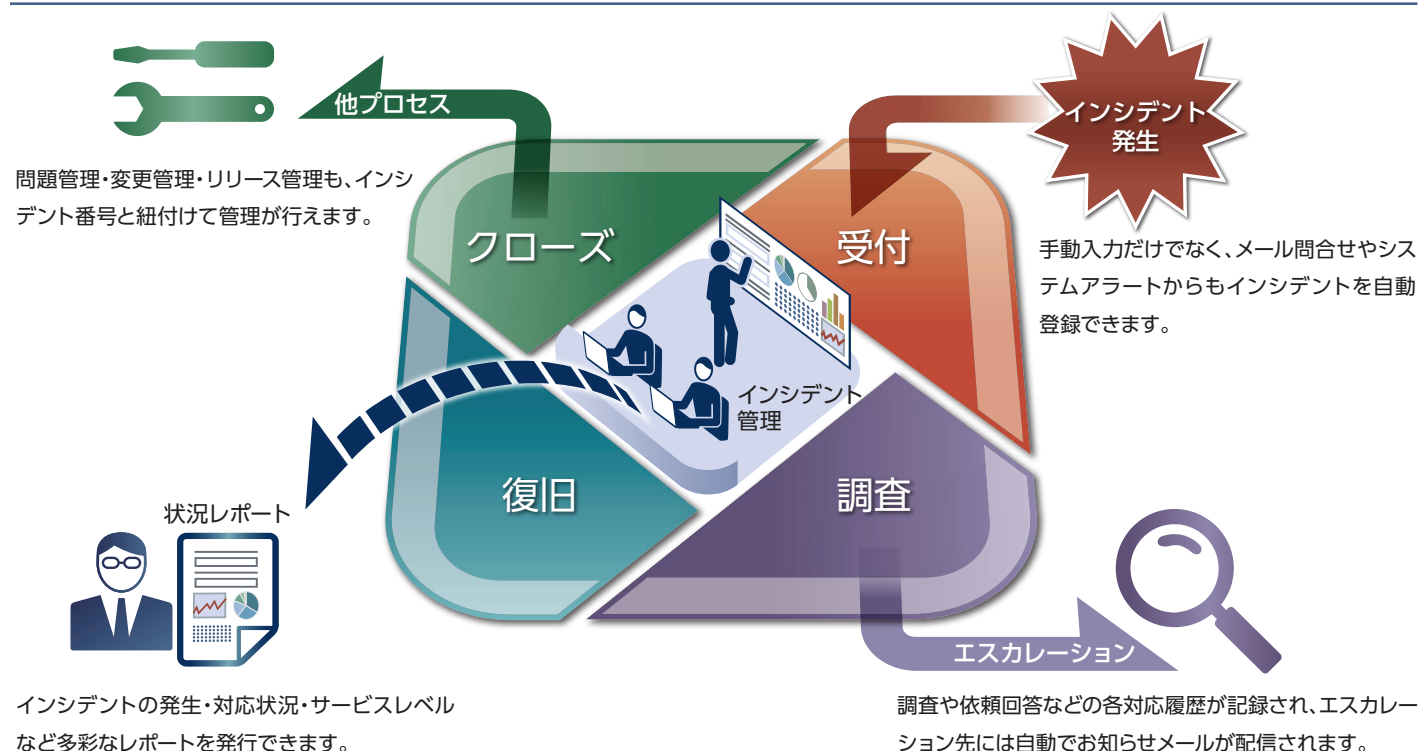 他プロセス
インシデント
発生
問題管理・変更管理・リリース管理も、インシ
デント番号と紐付けて管理が行えます。
クローズ
受付
手動入力だけでなく、メール問合せやシス
テムアラートからもインシデントを自動
登録できます。
インシデント
管理
復旧
調査
状況レポート
エスカレーション
インシデントの発生・対応状況・サービスレベル
など多彩なレポートを発行できます。
調査や依頼回答などの各対応履歴が記録され、エスカレー
ション先には自動でお知らせメールが配信されます。